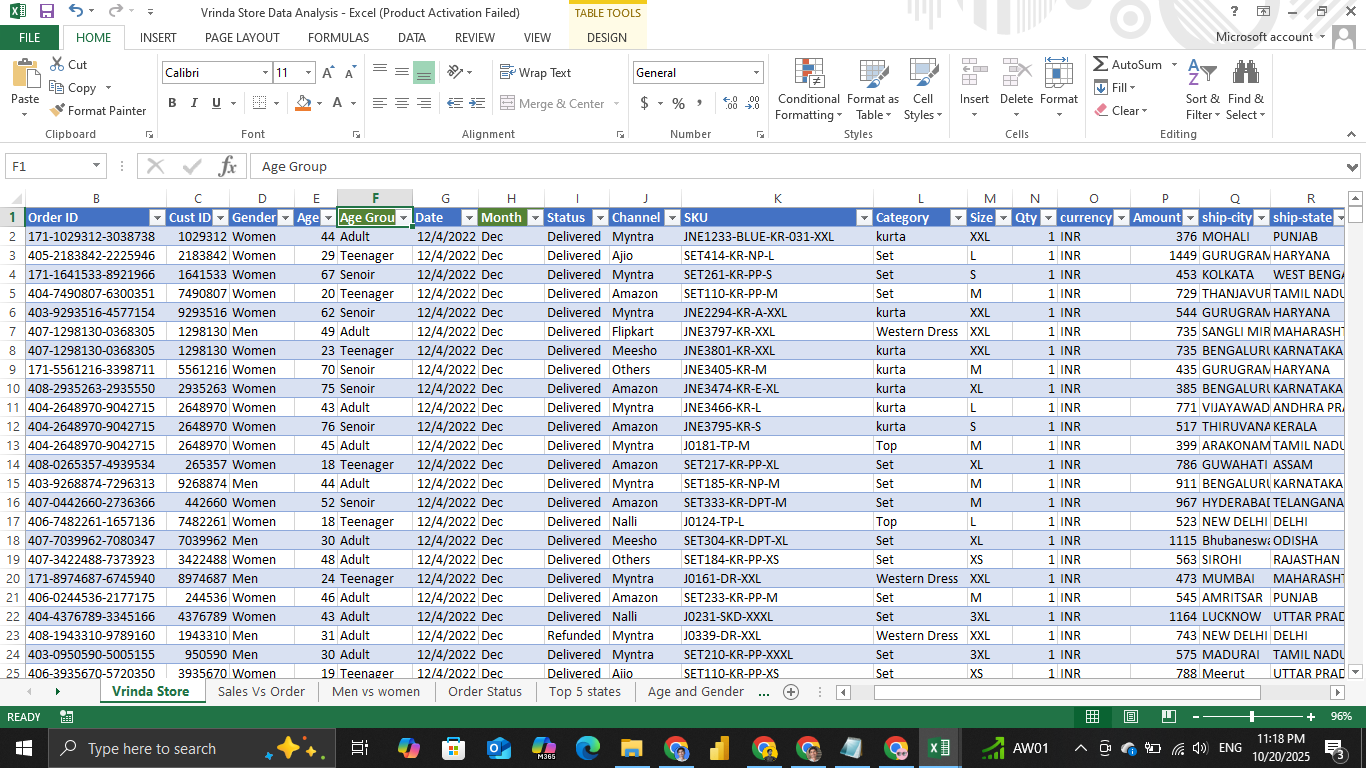 Vrinda Store Data Analysis - Excel (Product Activation Failed)
TABLE TOOLS
FILE HOME INSERT PAGE LAYOUT FORMULAS DATA REVIEW VIEW DESIGN Microsoft account
Paste Cut Copy Format Painter
Calibri 11 B I U
Wrap Text Merge & Center
General $ % ,
Conditional Formatting Format as Table Cell Styles
Insert Delete Format
AutoSum Fill Clear Sort & Filter Find & Select
Clipboard Font Alignment Number Styles Cells Editing
F1 fx Age Group
B C D E F G H I J K L M N O P Q R
1 Order ID Cust ID Gender Age Age Grou Date Month Status Channel SKU Category Size Qty currency Amount ship-city ship-state
2 171-1029312-3038738 1029312 Women 44 Adult 12/4/2022 Dec Delivered Myntra JNE1233-BLUE-KR-031-XXL kurta XXL 1 INR 376 MOHALI PUNJAB
3 405-2183842-2225946 2183842 Women 29 Teenager 12/4/2022 Dec Delivered Ajio SET414-KR-NP-L Set L 1 INR 1449 GURUGRAM HARYANA
4 171-1641533-8921966 1641533 Women 67 Senoir 12/4/2022 Dec Delivered Myntra SET261-KR-PP-S Set S 1 INR 453 KOLKATA WEST BENGA
5 404-7490807-6300351 7490807 Women 20 Teenager 12/4/2022 Dec Delivered Amazon SET110-KR-PP-M Set M 1 INR 729 THANJAVUR TAMIL NADU
6 403-9293516-4577154 9293516 Women 62 Senoir 12/4/2022 Dec Delivered Myntra JNE2294-KR-A-XXL kurta XXL 1 INR 544 GURUGRAM HARYANA
7 407-1298130-0368305 1298130 Men 49 Adult 12/4/2022 Dec Delivered Flipkart JNE3797-KR-XXL Western Dress XXL 1 INR 735 SANGLI MIR MAHARASHT
8 407-1298130-0368305 1298130 Women 23 Teenager 12/4/2022 Dec Delivered Meesho JNE3801-KR-XXL kurta XXL 1 INR 735 BENGALURU KARNATAKA
9 171-5561216-3398711 5561216 Women 70 Senoir 12/4/2022 Dec Delivered Others JNE3405-KR-M kurta M 1 INR 435 GURUGRAM HARYANA
10 408-2935263-2935550 2935263 Women 75 Senoir 12/4/2022 Dec Delivered Amazon JNE3474-KR-E-XL kurta XL 1 INR 385 BENGALURU KARNATAKA
11 404-2648970-9042715 2648970 Women 43 Adult 12/4/2022 Dec Delivered Myntra JNE3466-KR-L kurta L 1 INR 771 VIJAYAWAD ANDHRA PRA
12 404-2648970-9042715 2648970 Women 76 Senoir 12/4/2022 Dec Delivered Amazon JNE3795-KR-S kurta S 1 INR 517 THIRUVANA KERALA
13 404-2648970-9042715 2648970 Women 45 Adult 12/4/2022 Dec Delivered Myntra J0181-TP-M Top M 1 INR 399 ARAKONAM TAMIL NADU
14 408-0265357-4939534 265357 Women 18 Teenager 12/4/2022 Dec Delivered Amazon SET217-KR-PP-XL Set XL 1 INR 786 GUWAHATI ASSAM
15 403-9268874-7296313 9268874 Men 44 Adult 12/4/2022 Dec Delivered Myntra SET185-KR-NP-M Set M 1 INR 911 BENGALURU KARNATAKA
16 407-0442660-2736366 442660 Women 52 Senoir 12/4/2022 Dec Delivered Amazon SET333-KR-DPT-M Set M 1 INR 967 HYDERABAD TELANGANA
17 406-7482261-1657136 7482261 Women 18 Teenager 12/4/2022 Dec Delivered Nalli J0124-TP-L Top L 1 INR 523 NEW DELHI DELHI
18 407-7039962-7080347 7039962 Men 30 Adult 12/4/2022 Dec Delivered Meesho SET304-KR-DPT-XL Set XL 1 INR 1115 Bhubaneswa ODISHA
19 407-3422488-7373923 3422488 Women 48 Adult 12/4/2022 Dec Delivered Others SET184-KR-PP-XS Set XS 1 INR 563 SIROHI RAJASTHAN
20 171-8974687-6745940 8974687 Men 24 Teenager 12/4/2022 Dec Delivered Myntra J0161-DR-XXL Western Dress XXL 1 INR 473 MUMBAI MAHARASHT
21 406-0244536-2177175 244536 Women 46 Adult 12/4/2022 Dec Delivered Amazon SET233-KR-PP-M Set M 1 INR 545 AMRITSAR PUNJAB
22 404-4376789-3345166 4376789 Women 43 Adult 12/4/2022 Dec Delivered Nalli J0231-SKD-XXXL Set 3XL 1 INR 1164 LUCKNOW UTTAR PRAD
23 408-1943310-9789160 1943310 Men 31 Adult 12/4/2022 Dec Refunded Myntra J0339-DR-XXL Western Dress XXL 1 INR 743 NEW DELHI DELHI
24 403-0950590-5005155 950590 Men 30 Adult 12/4/2022 Dec Delivered Myntra SET210-KR-PP-XXXL Set 3XL 1 INR 575 MADURAI TAMIL NADU
25 406-3935670-5720350 3935670 Women 19 Teenager 12/4/2022 Dec Delivered Ajio SET110-KR-PP-XS Set XS 1 INR 788 Meerut UTTAR PRAD
Vrinda Store Sales Vs Order Men vs women Order Status Top 5 states Age and Gender ...
READY 96%
Type here to search M365 AW01 ENG 11:18 PM 10/20/2025 3